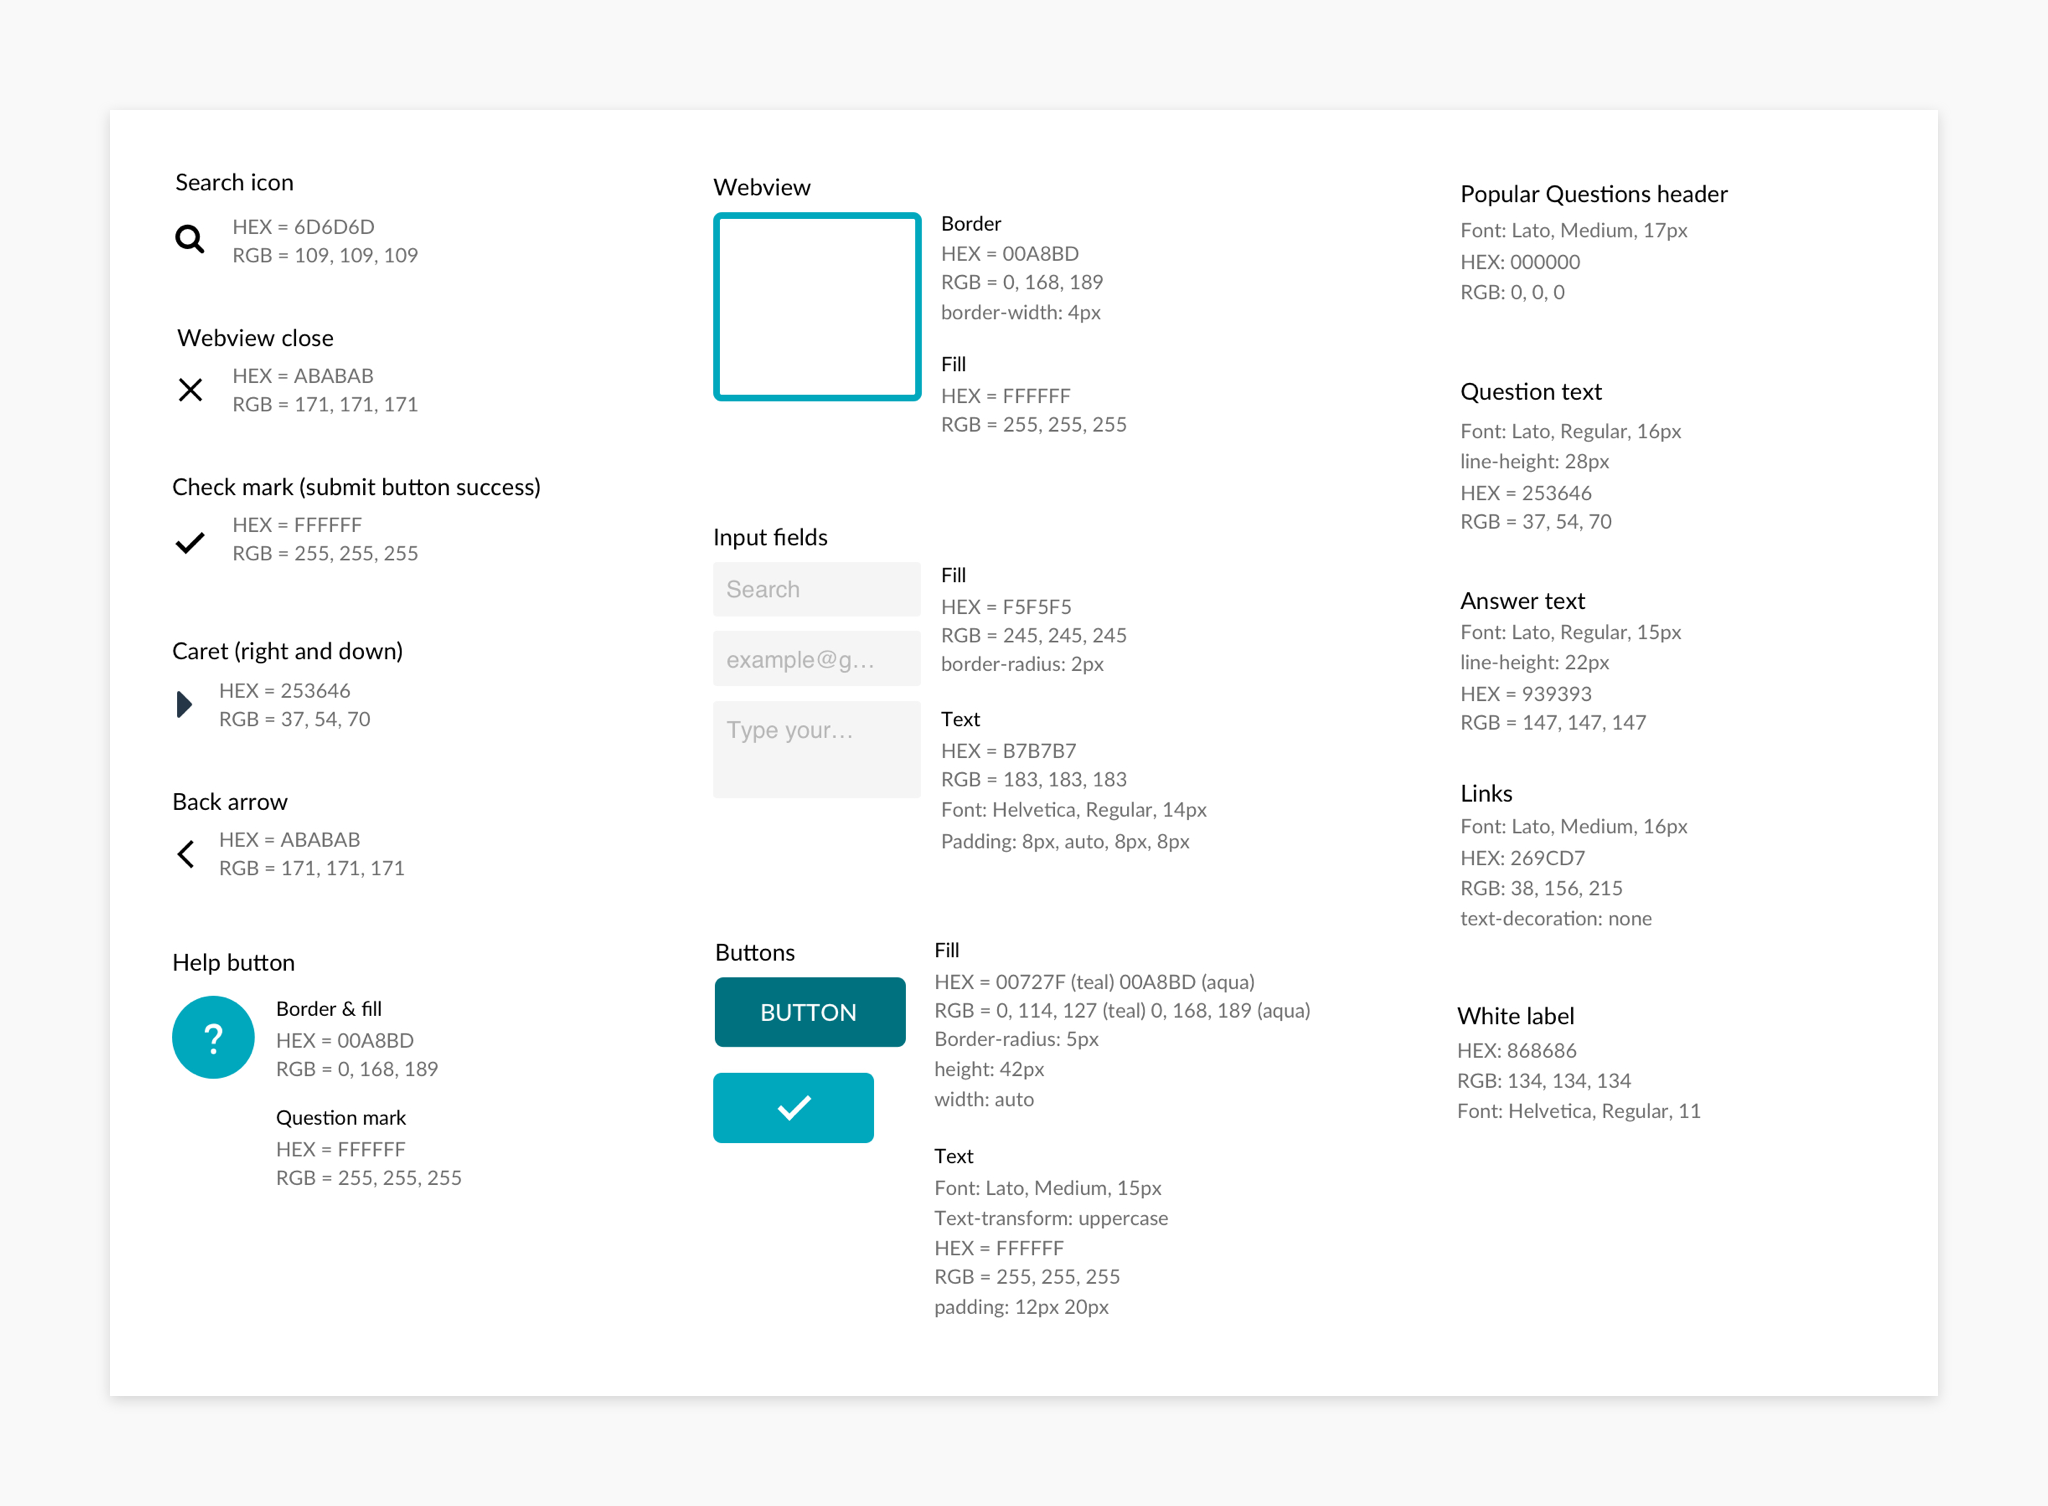 Search icon
HEX = 6D6D6D
RGB = 109, 109, 109
Webview close
HEX = ABABAB
RGB = 171, 171, 171
Check mark (submit button success)
HEX = FFFFFF
RGB = 255, 255, 255
Caret (right and down)
HEX = 253646
RGB = 37, 54, 70
Back arrow
HEX = ABABAB
RGB = 171, 171, 171
Help button
?
Border & fill
HEX = 00A8BD
RGB = 0, 168, 189
Question mark
HEX = FFFFFF
RGB = 255, 255, 255
Webview
Border
HEX = 00A8BD
RGB = 0, 168, 189
border-width: 4px
Fill
HEX = FFFFFF
RGB = 255, 255, 255
Input fields
Search
example@g...
Type your...
Fill
HEX = F5F5F5
RGB = 245, 245, 245
border-radius: 2px
Text
HEX = B7B7B7
RGB = 183, 183, 183
Font: Helvetica, Regular, 14px
Padding: 8px, auto, 8px, 8px
Buttons
BUTTON
Fill
HEX = 00727F (teal) 00A8BD (aqua)
RGB = 0, 114, 127 (teal) 0, 168, 189 (aqua)
Border-radius: 5px
height: 42px
width: auto
Text
Font: Lato, Medium, 15px
Text-transform: uppercase
HEX = FFFFFF
RGB = 255, 255, 255
padding: 12px 20px
Popular Questions header
Font: Lato, Medium, 17px
HEX: 000000
RGB: 0, 0, 0
Question text
Font: Lato, Regular, 16px
line-height: 28px
HEX = 253646
RGB = 37, 54, 70
Answer text
Font: Lato, Regular, 15px
line-height: 22px
HEX = 939393
RGB = 147, 147, 147
Links
Font: Lato, Medium, 16px
HEX: 269CD7
RGB: 38, 156, 215
text-decoration: none
White label
HEX: 868686
RGB: 134, 134, 134
Font: Helvetica, Regular, 11